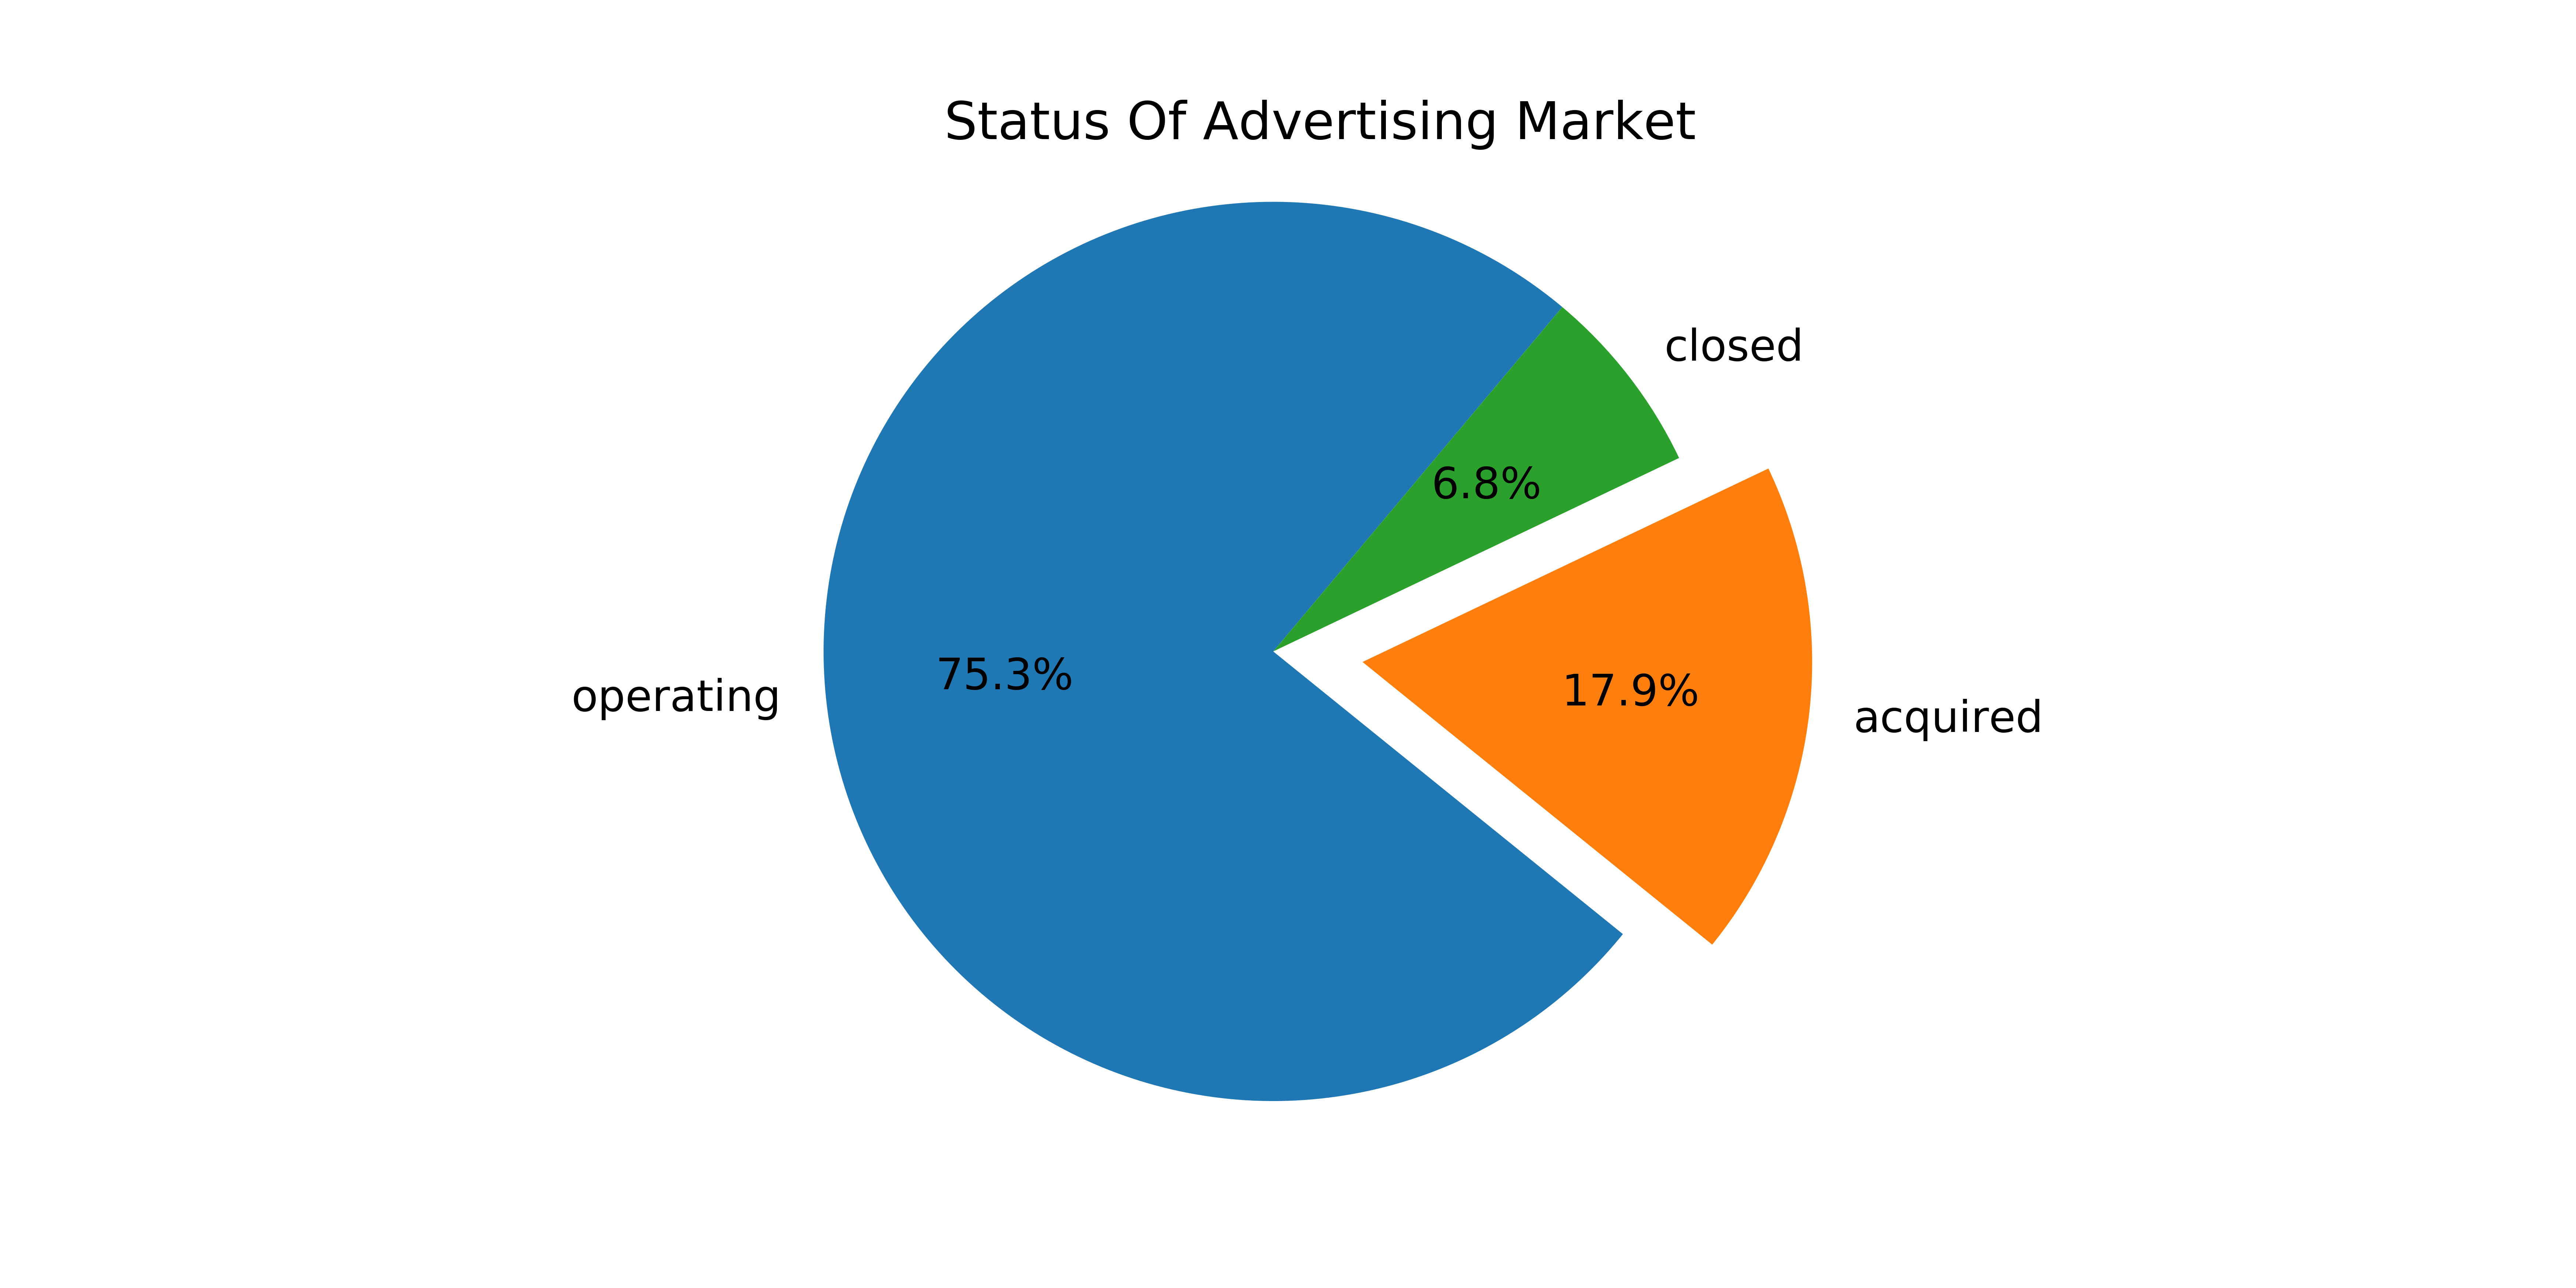 Status Of Advertising Market
closed
6.8%
75.3%
operating
17.9%
acquired